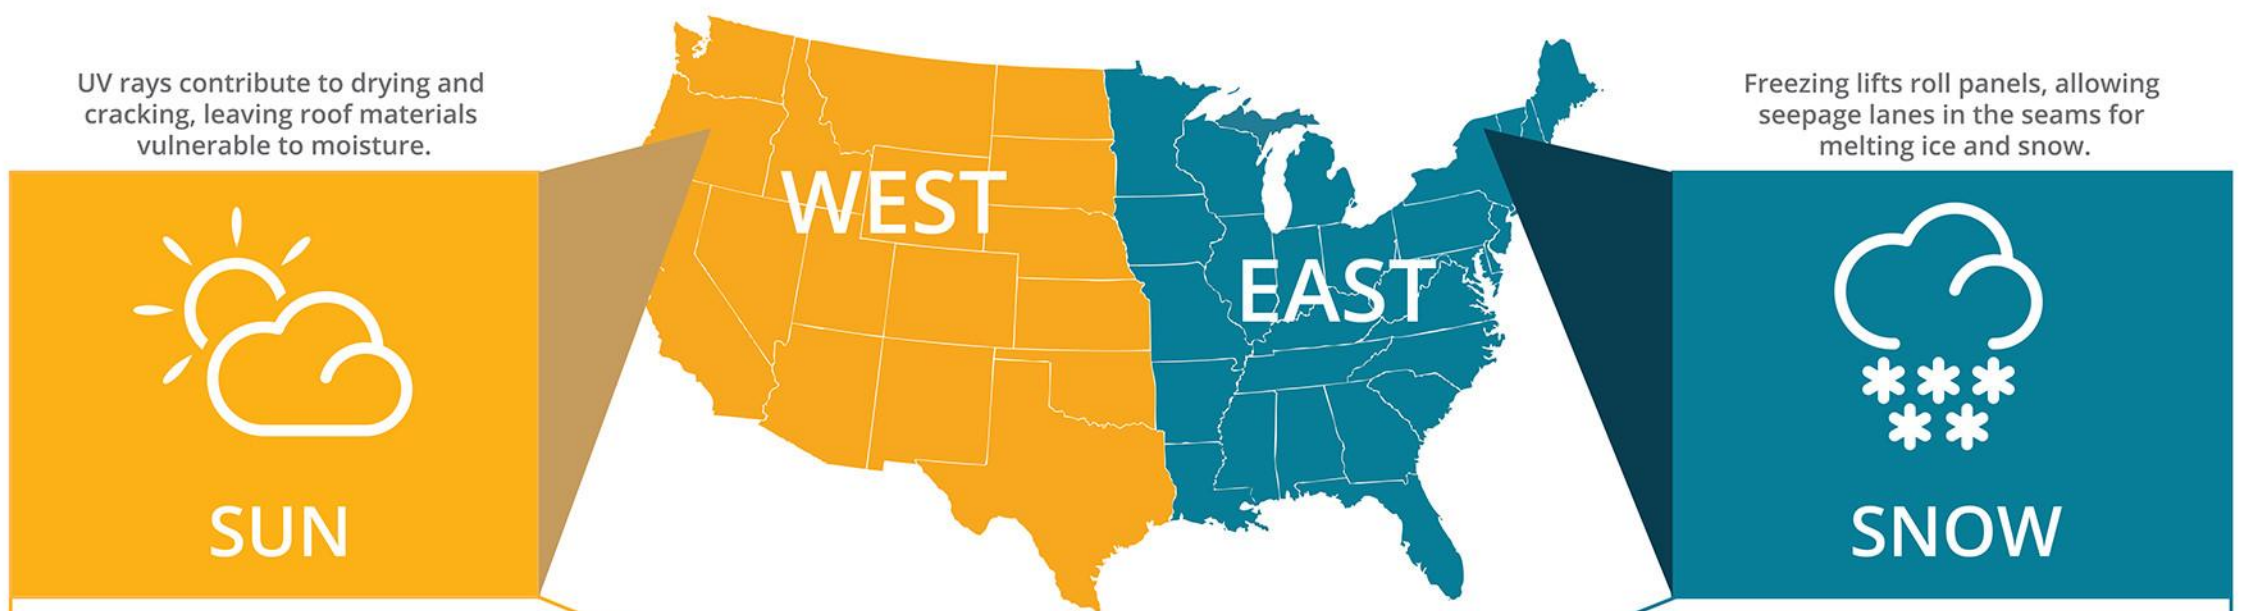 UV rays contribute to drying and
cracking, leaving roof materials
vulnerable to moisture.
SUN
WEST
EAST
Freezing lifts roll panels, allowing
seepage lanes in the seams for
melting ice and snow.
SNOW